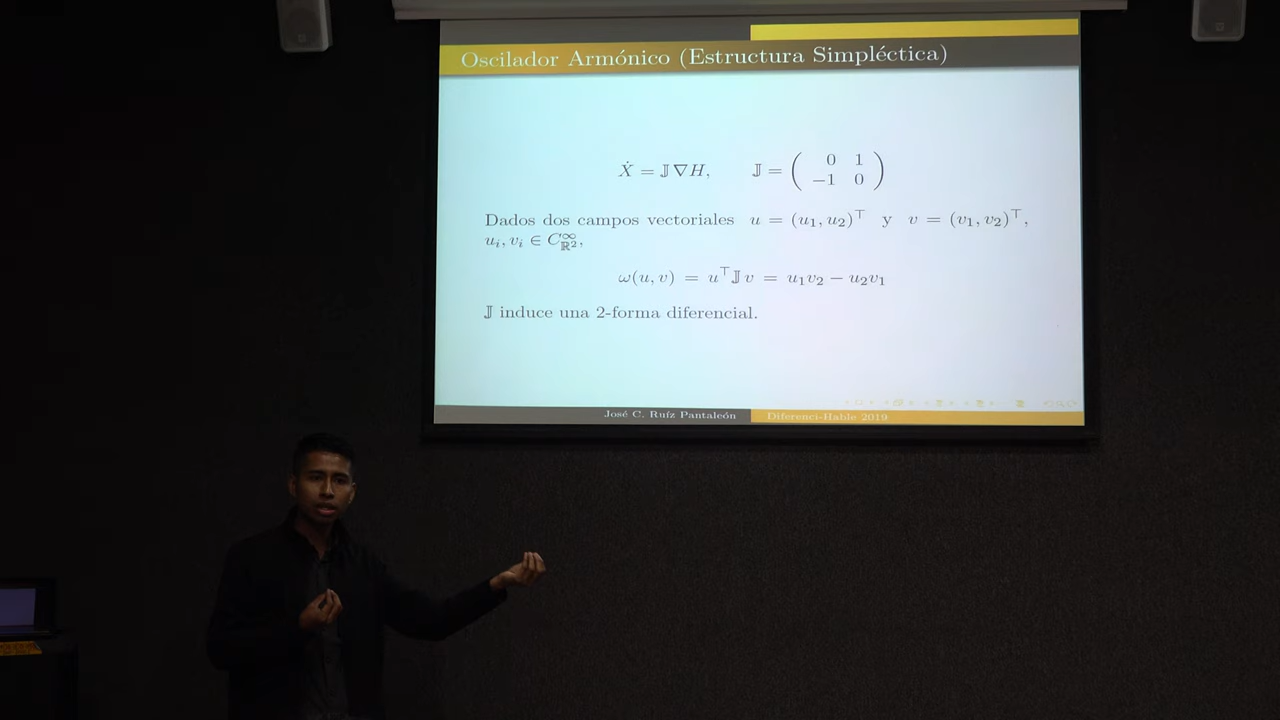 Oscilador Armónico (Estructura Simpléctica)
Ẋ = 𝕁∇H, 𝕁 = ( 0 1 
-1 0 )
Dados dos campos vectoriales u = (u₁, u₂)^⊤ y v = (v₁, v₂)^⊤,
uᵢ, vᵢ ∈ C^∞_{ℝ²},
ω(u, v) = u^⊤𝕁v = u₁v₂ − u₂v₁
𝕁 induce una 2-forma diferencial.
José C. Ruíz Pantaleón Diferenci-Hable 2019